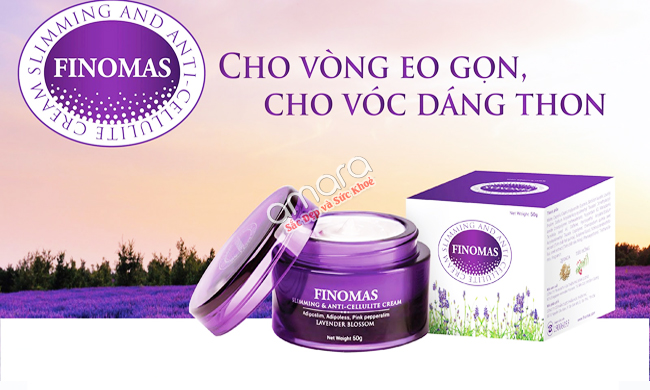 SLIMMING AND ANTI-CELLULITE CREAM
FINOMAS
CHO VÒNG EO GỌN,
CHO VÓC DÁNG THON
amara
Sắc Đẹp và Sức Khoẻ
FINOMAS
SLIMMING & ANTI-CELLULITE CREAM
Adiposlim, Adipoless, Pink pepperslim
LAVENDER BLOSSOM
Net Weight 50g
Net Weight 50g
SLIMMING AND ANTI-CELLULITE CREAM
FINOMAS